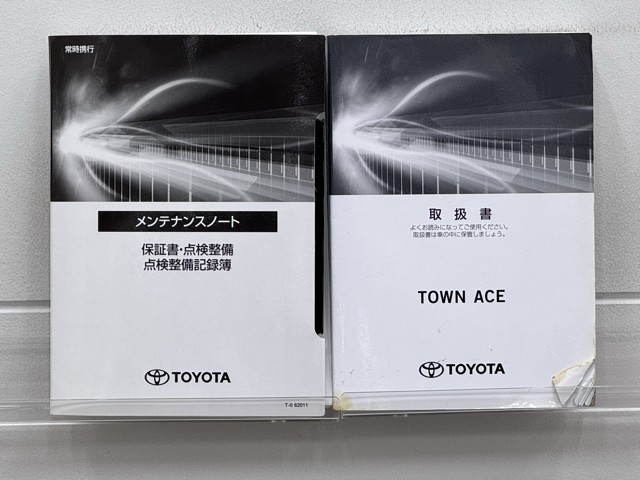 常時携行
メンテナンスノート
保証書・点検整備
点検整備記録簿
TOYOTA
T-0 62011
取扱書
よくお読みになってご使用ください。
取扱書は車の中に保管しましょう。
TOWN ACE
TOYOTA